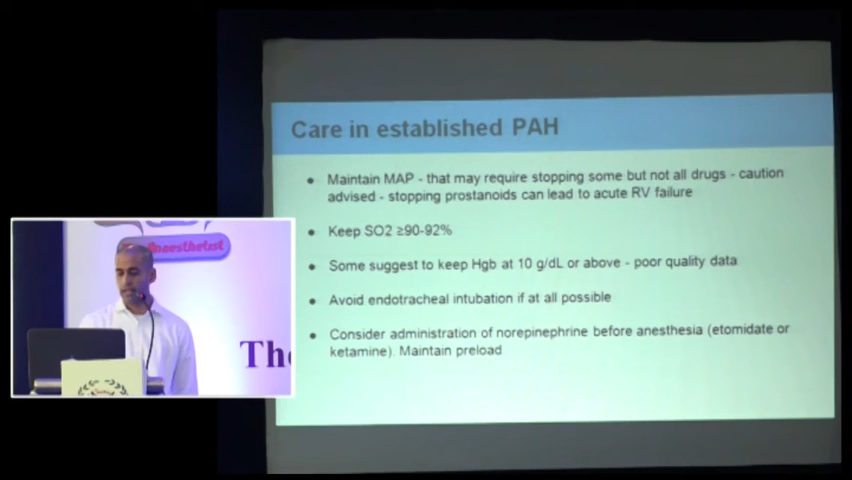 Care in established PAH
• Maintain MAP - that may require stopping some but not all drugs - caution
advised - stopping prostanoids can lead to acute RV failure
• Keep SO2 ≥90-92%
• Some suggest to keep Hgb at 10 g/dL or above - poor quality data
• Avoid endotracheal intubation if at all possible
• Consider administration of norepinephrine before anesthesia (etomidate or
ketamine). Maintain preload
Anaesthetist
The